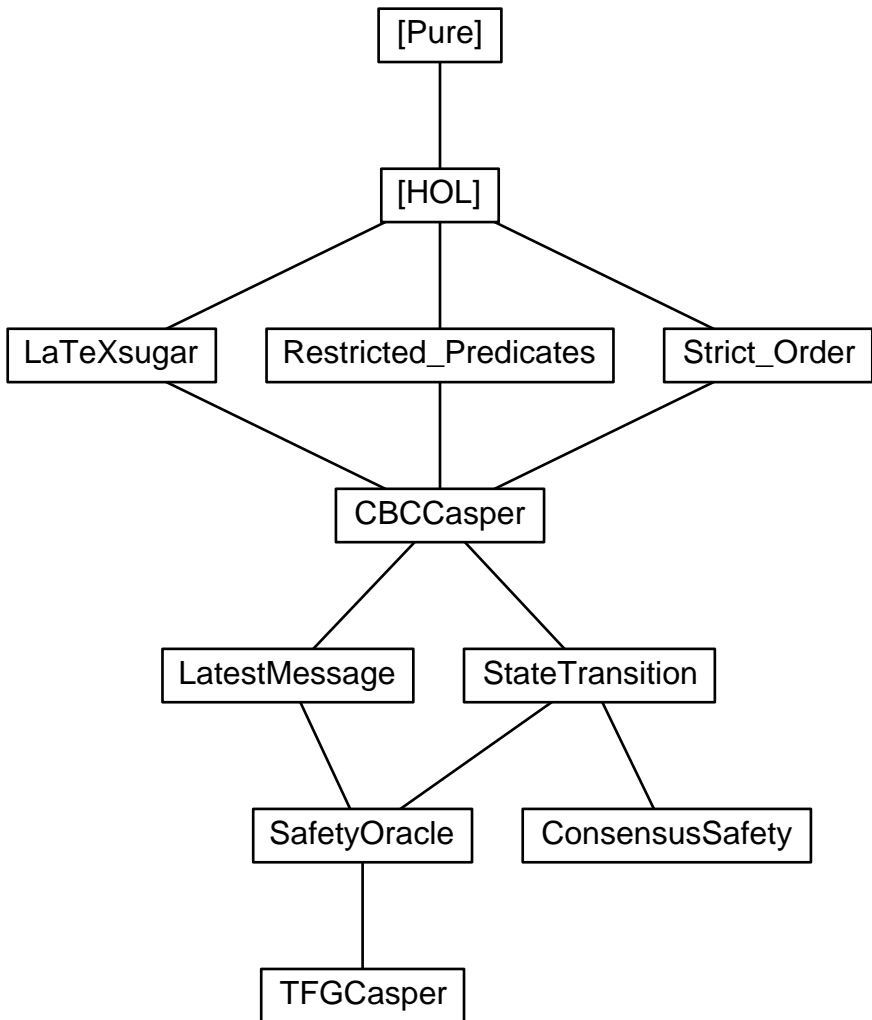 [Pure]
[HOL]
LaTeXsugar
Restricted_Predicates
Strict_Order
CBCCasper
LatestMessage
StateTransition
SafetyOracle
ConsensusSafety
TFGCasper